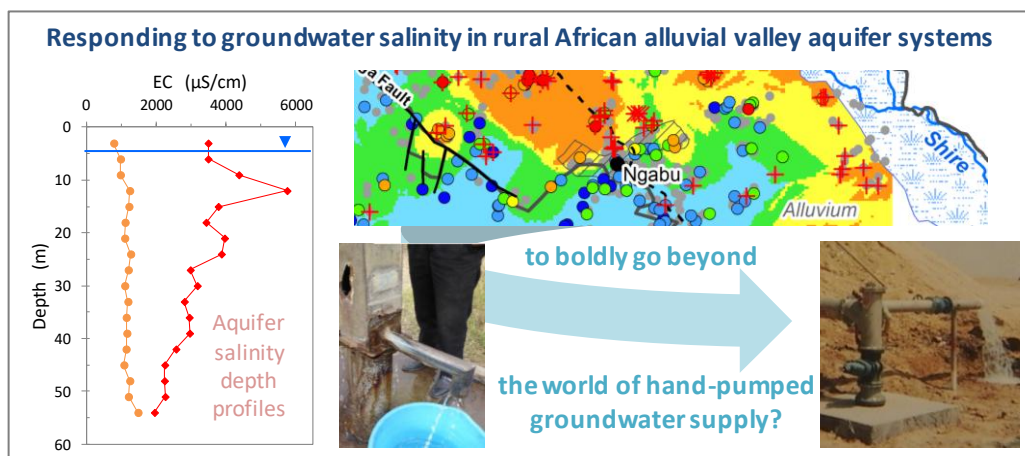 Responding to groundwater salinity in rural African alluvial valley aquifer systems
EC (µS/cm)
0 2000 4000 6000
0
10
20
30
40
50
60
Depth (m)
Aquifer
salinity
depth
profiles
Fault
Ngabu
Shire
Alluvium
to boldly go beyond
the world of hand-pumped
groundwater supply?